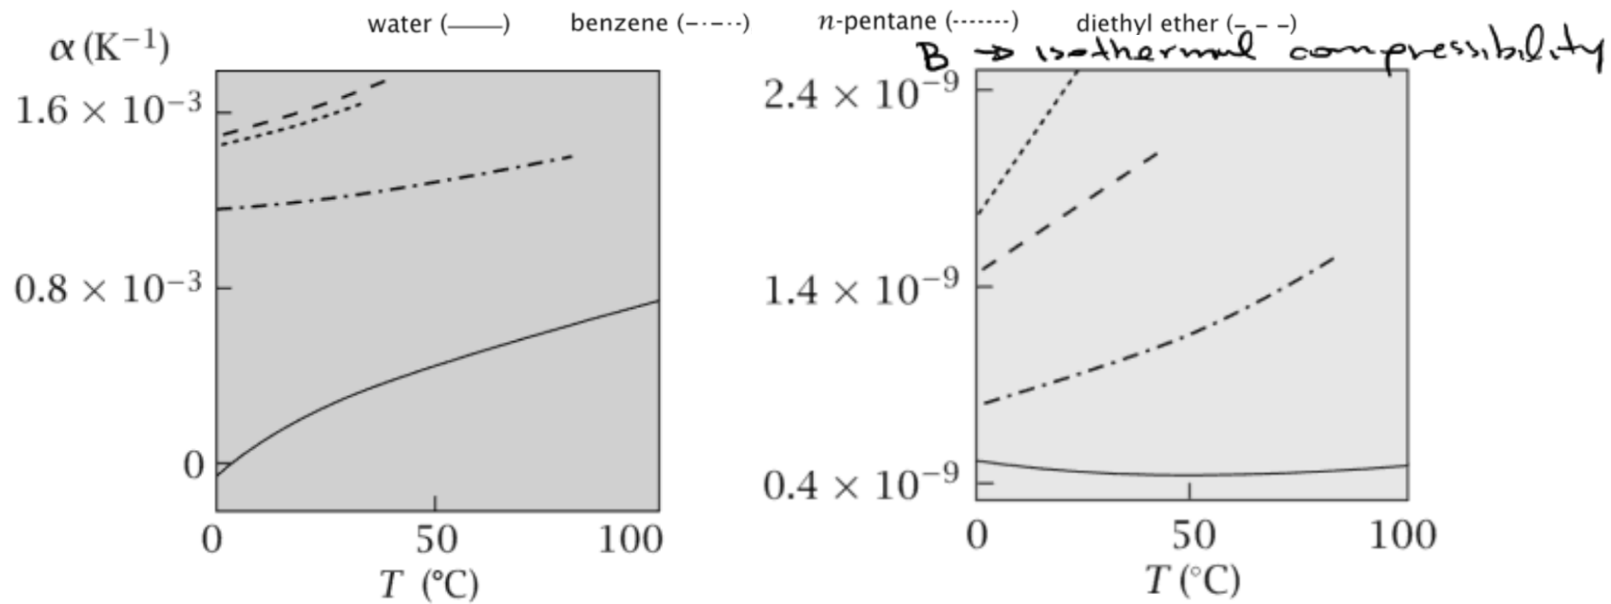 water (——) benzene (–·–·–··) n-pentane (·······) diethyl ether (– – –)
α (K⁻¹)
B → isothermal compressibility
1.6 × 10⁻³
0.8 × 10⁻³
0
0 50 100
T (°C)
2.4 × 10⁻⁹
1.4 × 10⁻⁹
0.4 × 10⁻⁹
0 50 100
T (°C)